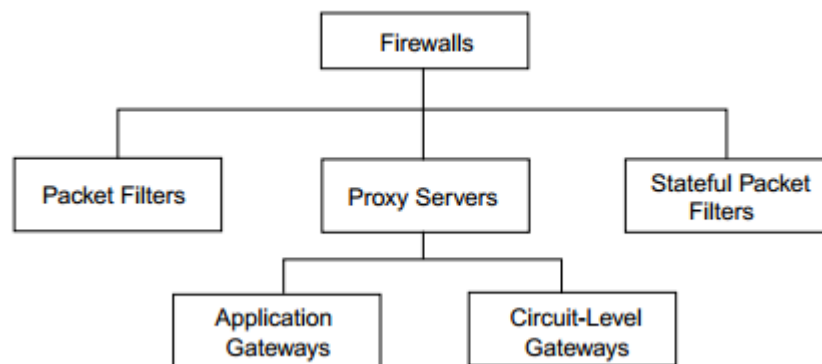 Firewalls
Packet Filters
Proxy Servers
Stateful Packet
Filters
Application
Gateways
Circuit-Level
Gateways